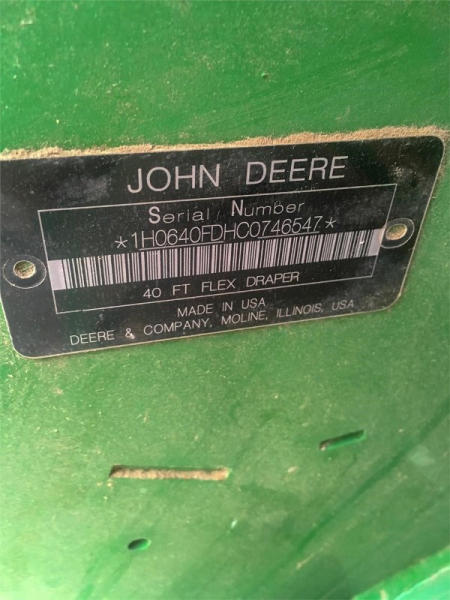 JOHN DEERE
Serial Number
*1H0640FDHC0746547*
40 FT FLEX DRAPER
MADE IN USA
DEERE & COMPANY, MOLINE, ILLINOIS, USA